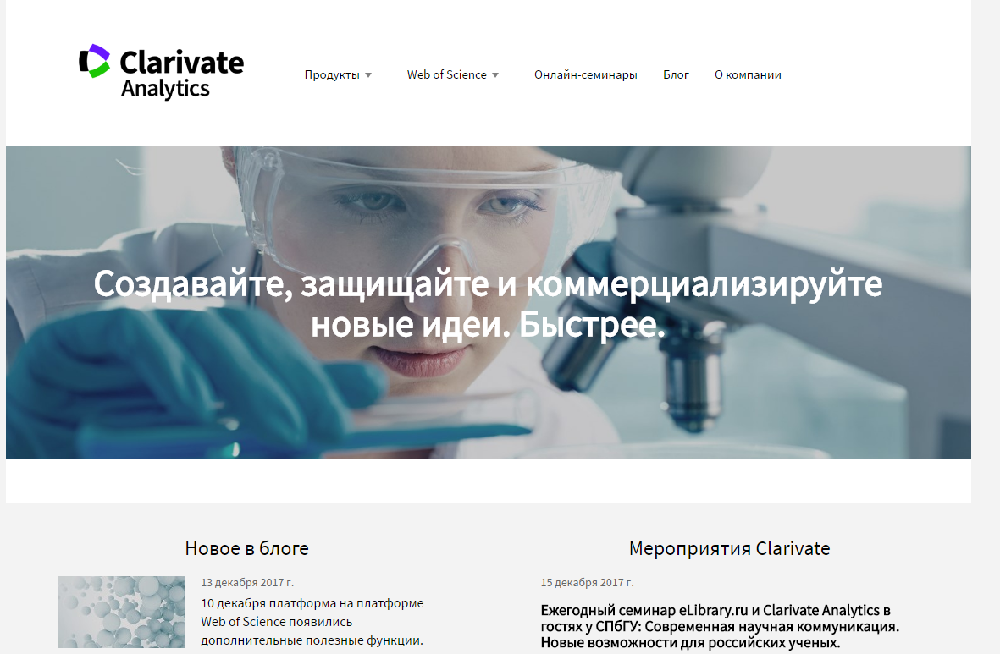 Clarivate
Analytics
Продукты
Web of Science
Онлайн-семинары
Блог
О компании
Создавайте, защищайте и коммерциализируйте
новые идеи. Быстрее.
Новое в блоге
13 декабря 2017 г.
10 декабря платформа на платформе
Web of Science появились
дополнительные полезные функции.
Мероприятия Clarivate
15 декабря 2017 г.
Ежегодный семинар eLibrary.ru и Clarivate Analytics в
гостях у СПбГУ: Современная научная коммуникация.
Новые возможности для российских ученых.